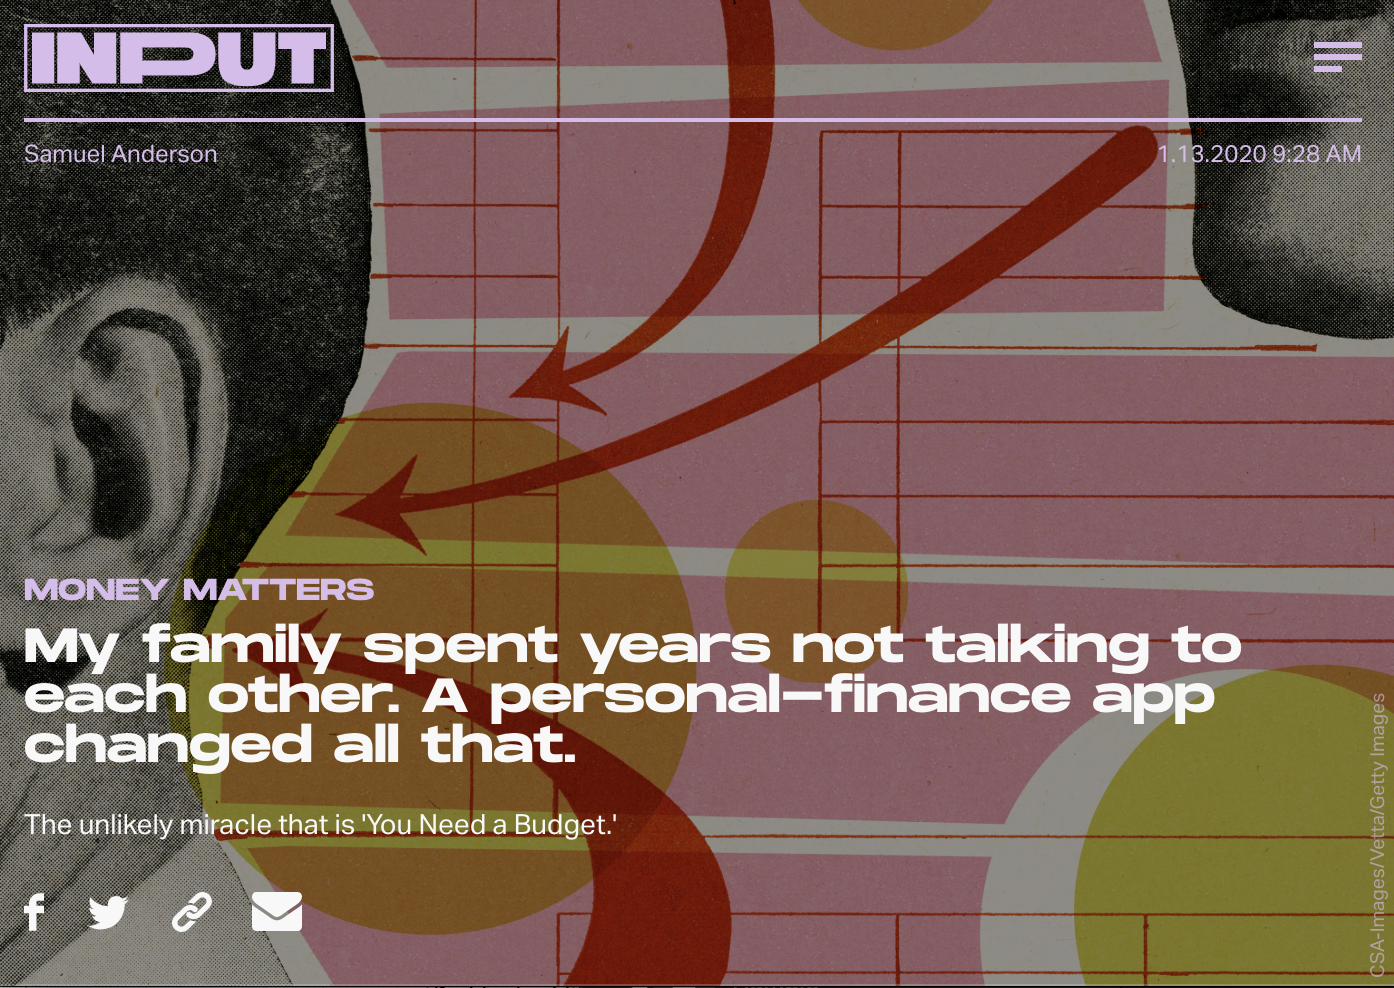 INPUT
Samuel Anderson
1.13.2020 9:28 AM
MONEY MATTERS
My family spent years not talking to
each other. A personal-finance app
changed all that.
The unlikely miracle that is 'You Need a Budget.'
CSA-Images/Vetta/Getty Images